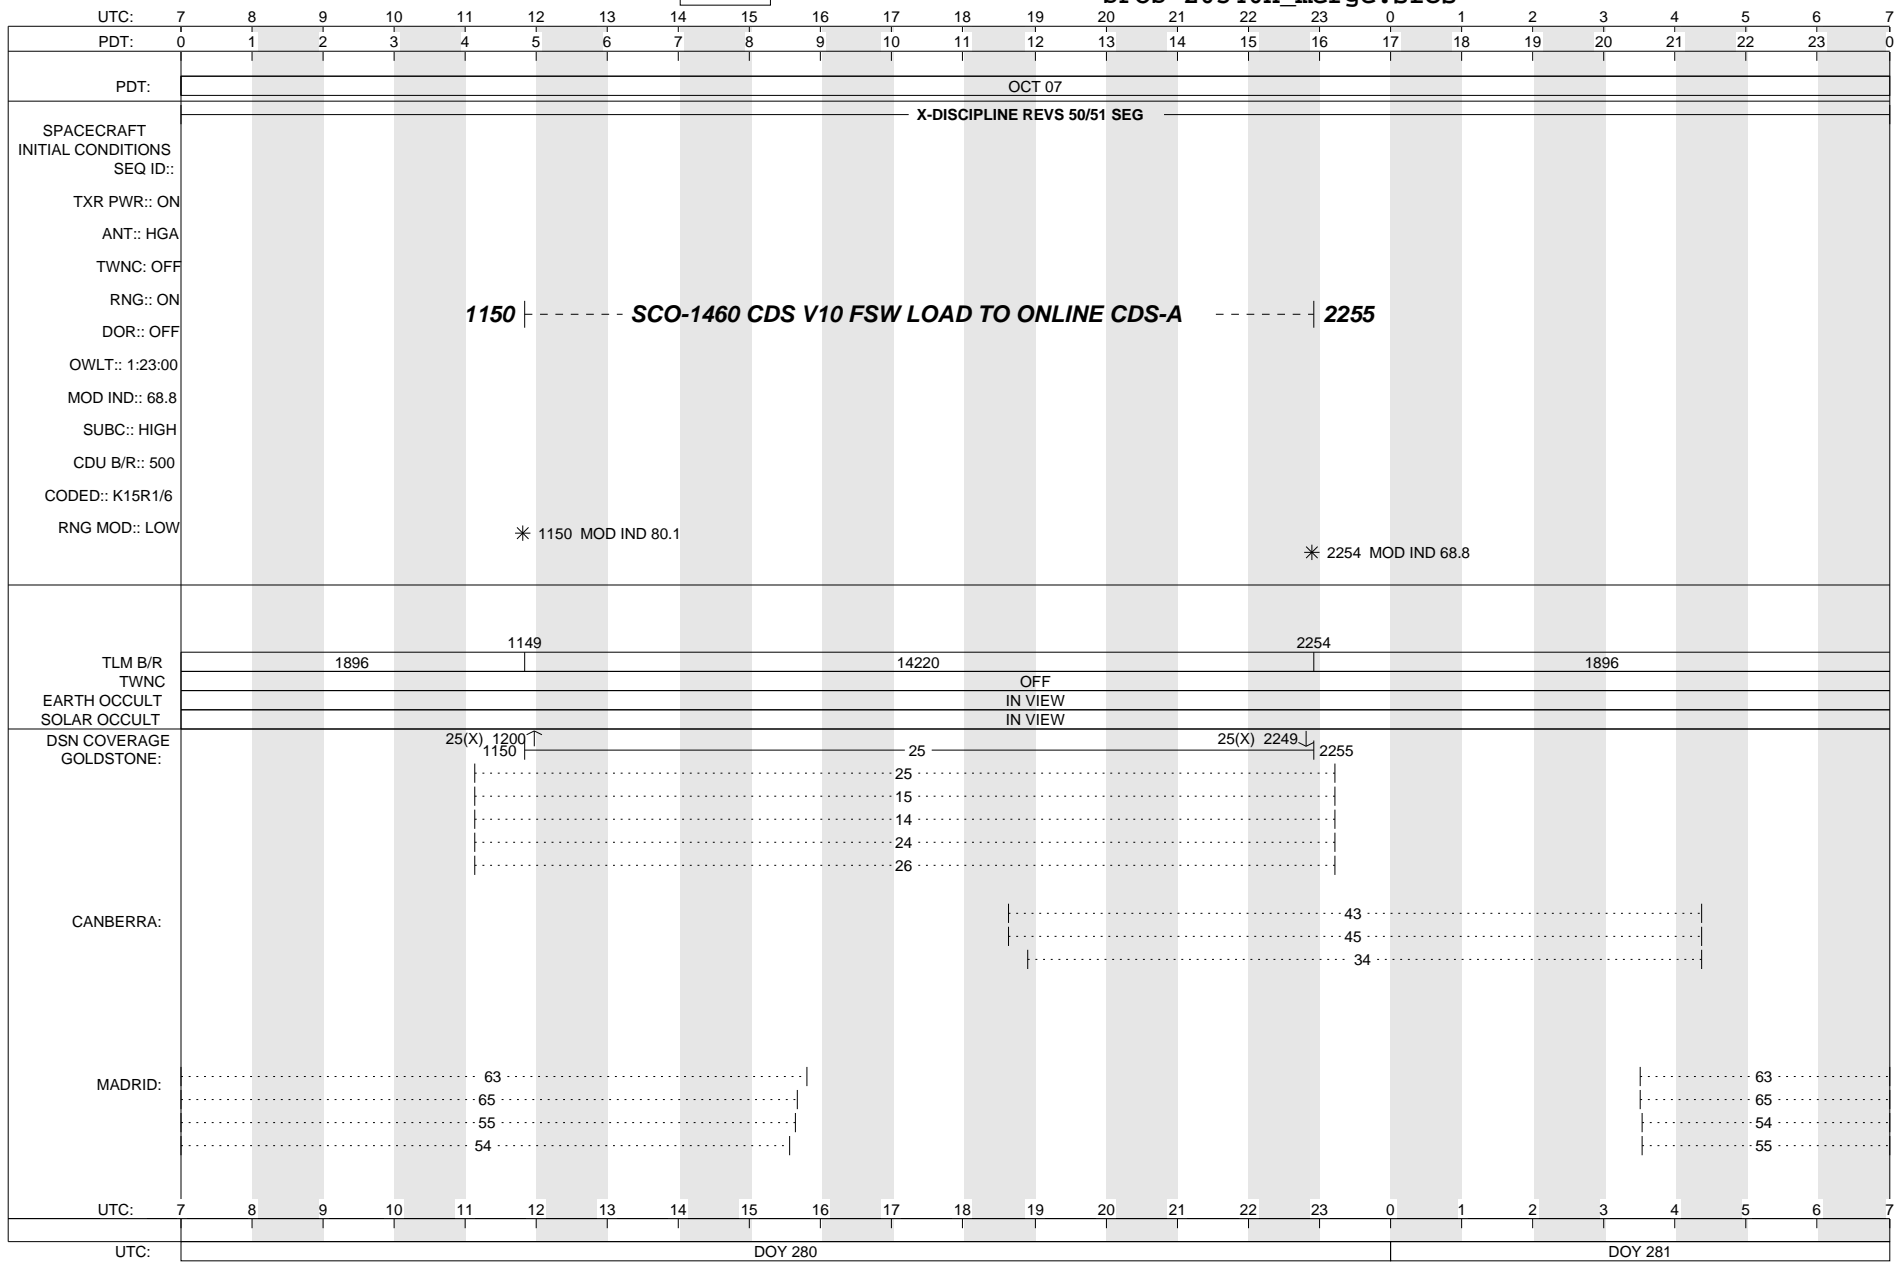 UTC: 7 8 9 10 11 12 13 14 15 16 17 18 19 20 21 22 23 0 1 2 3 4 5 6 7
PDT: 0 1 2 3 4 5 6 7 8 9 10 11 12 13 14 15 16 17 18 19 20 21 22 23 0
PDT: OCT 07
X-DISCIPLINE REVS 50/51 SEG
SPACECRAFT
INITIAL CONDITIONS
SEQ ID::
TXR PWR:: ON
ANT:: HGA
TWNC: OFF
RNG:: ON
1150 SCO-1460 CDS V10 FSW LOAD TO ONLINE CDS-A 2255
DOR:: OFF
OWLT:: 1:23:00
MOD IND:: 68.8
SUBC:: HIGH
CDU B/R:: 500
CODED:: K15R1/6
RNG MOD:: LOW
1150 MOD IND 80.1
2254 MOD IND 68.8
1149 2254
TLM B/R 1896 14220 1896
TWNC OFF
EARTH OCCULT IN VIEW
SOLAR OCCULT IN VIEW
DSN COVERAGE 25(X) 1200 25(X) 2249
GOLDSTONE: 1150 25 2255
25
15
14
24
26
CANBERRA: 43
45
34
MADRID: 63 63
65 65
55 54
54 55
UTC: 7 8 9 10 11 12 13 14 15 16 17 18 19 20 21 22 23 0 1 2 3 4 5 6 7
UTC: DOY 280 DOY 281